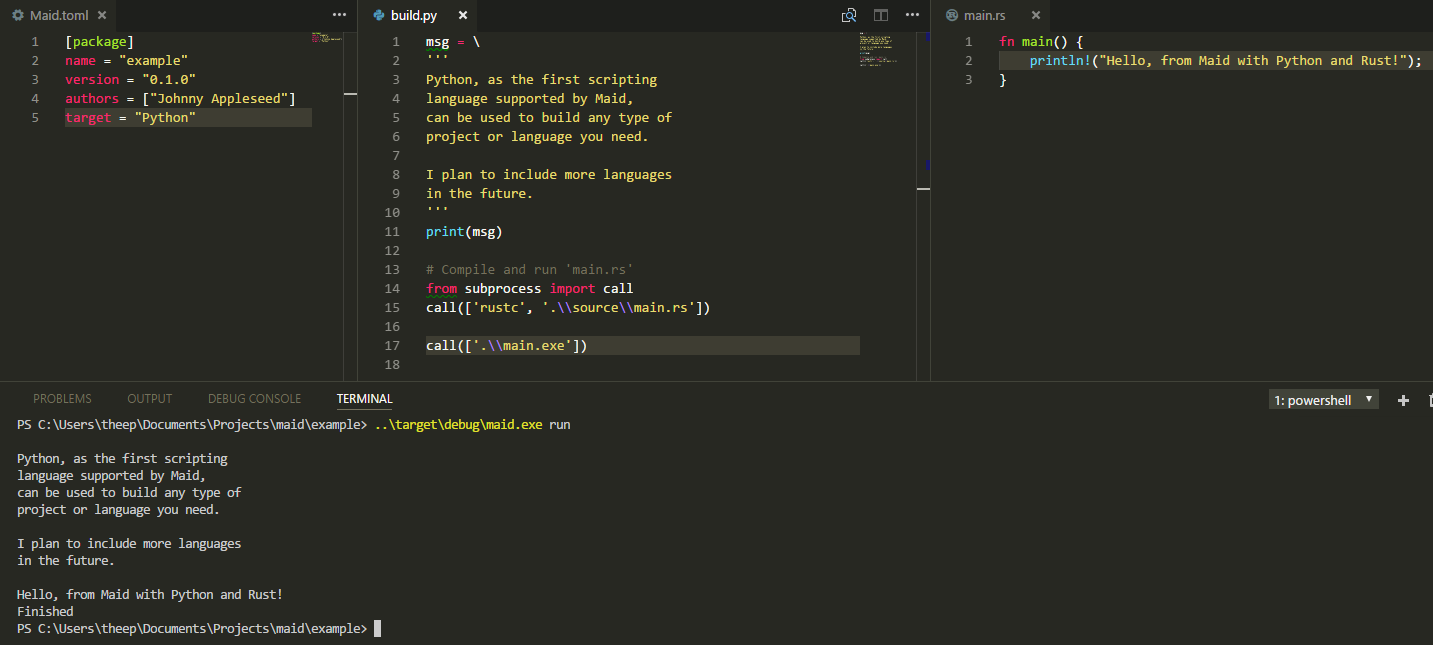 Maid.toml
1 [package]
2 name = "example"
3 version = "0.1.0"
4 authors = ["Johnny Appleseed"]
5 target = "Python"
build.py
1 msg = \
2 '''
3 Python, as the first scripting
4 language supported by Maid,
5 can be used to build any type of
6 project or language you need.
7
8 I plan to include more languages
9 in the future.
10 '''
11 print(msg)
12
13 # Compile and run 'main.rs'
14 from subprocess import call
15 call(['rustc', '.\\source\\main.rs'])
16
17 call(['.\\main.exe'])
18
main.rs
1 fn main() {
2     println!("Hello, from Maid with Python and Rust!");
3 }
PROBLEMS OUTPUT DEBUG CONSOLE TERMINAL 1: powershell
PS C:\Users\theep\Documents\Projects\maid\example> ..\target\debug\maid.exe run
Python, as the first scripting
language supported by Maid,
can be used to build any type of
project or language you need.
I plan to include more languages
in the future.
Hello, from Maid with Python and Rust!
Finished
PS C:\Users\theep\Documents\Projects\maid\example>